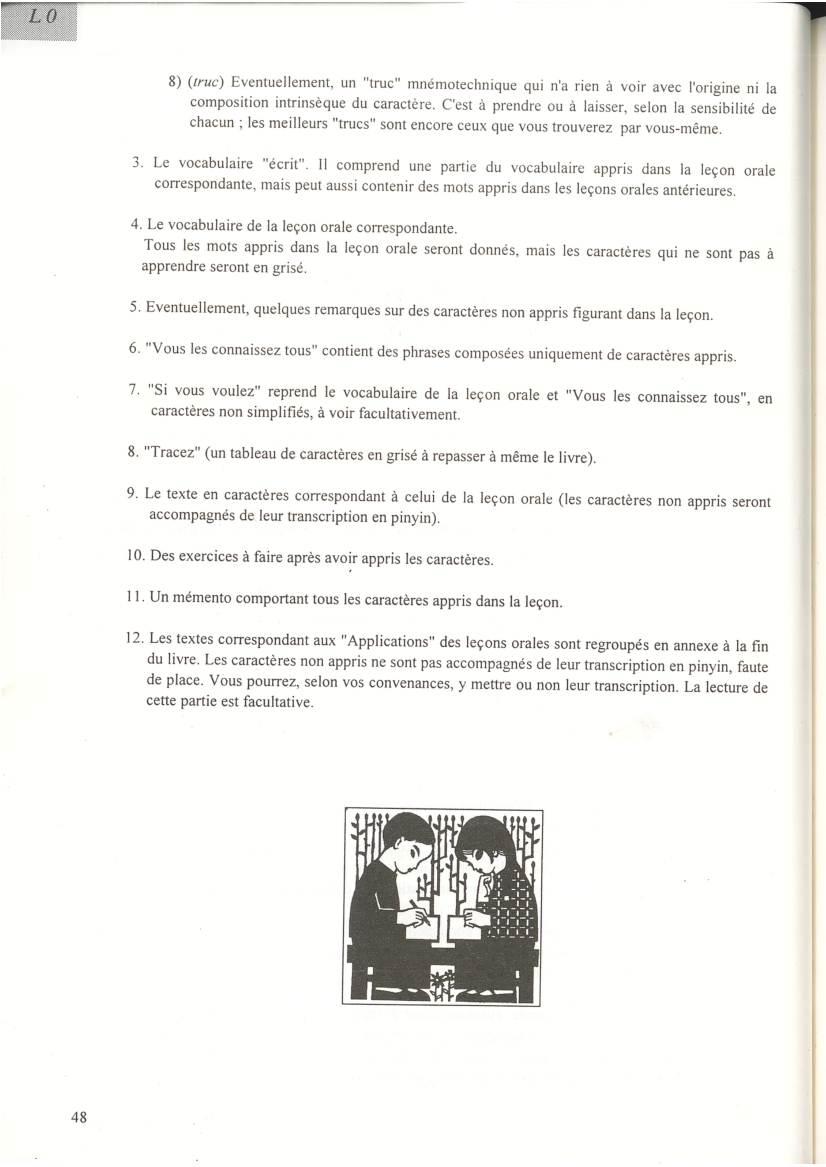 L 0
8) (truc) Eventuellement, un "truc" mnémotechnique qui n'a rien à voir avec l'origine ni la
composition intrinsèque du caractère. C'est à prendre ou à laisser, selon la sensibilité de
chacun ; les meilleurs "trucs" sont encore ceux que vous trouverez par vous-même.
3. Le vocabulaire "écrit". Il comprend une partie du vocabulaire appris dans la leçon orale
correspondante, mais peut aussi contenir des mots appris dans les leçons orales antérieures.
4. Le vocabulaire de la leçon orale correspondante.
Tous les mots appris dans la leçon orale seront donnés, mais les caractères qui ne sont pas à
apprendre seront en grisé.
5. Eventuellement, quelques remarques sur des caractères non appris figurant dans la leçon.
6. "Vous les connaissez tous" contient des phrases composées uniquement de caractères appris.
7. "Si vous voulez" reprend le vocabulaire de la leçon orale et "Vous les connaissez tous", en
caractères non simplifiés, à voir facultativement.
8. "Tracez" (un tableau de caractères en grisé à repasser à même le livre).
9. Le texte en caractères correspondant à celui de la leçon orale (les caractères non appris seront
accompagnés de leur transcription en pinyin).
10. Des exercices à faire après avoir appris les caractères.
11. Un mémento comportant tous les caractères appris dans la leçon.
12. Les textes correspondant aux "Applications" des leçons orales sont regroupés en annexe à la fin
du livre. Les caractères non appris ne sont pas accompagnés de leur transcription en pinyin, faute
de place. Vous pourrez, selon vos convenances, y mettre ou non leur transcription. La lecture de
cette partie est facultative.
48